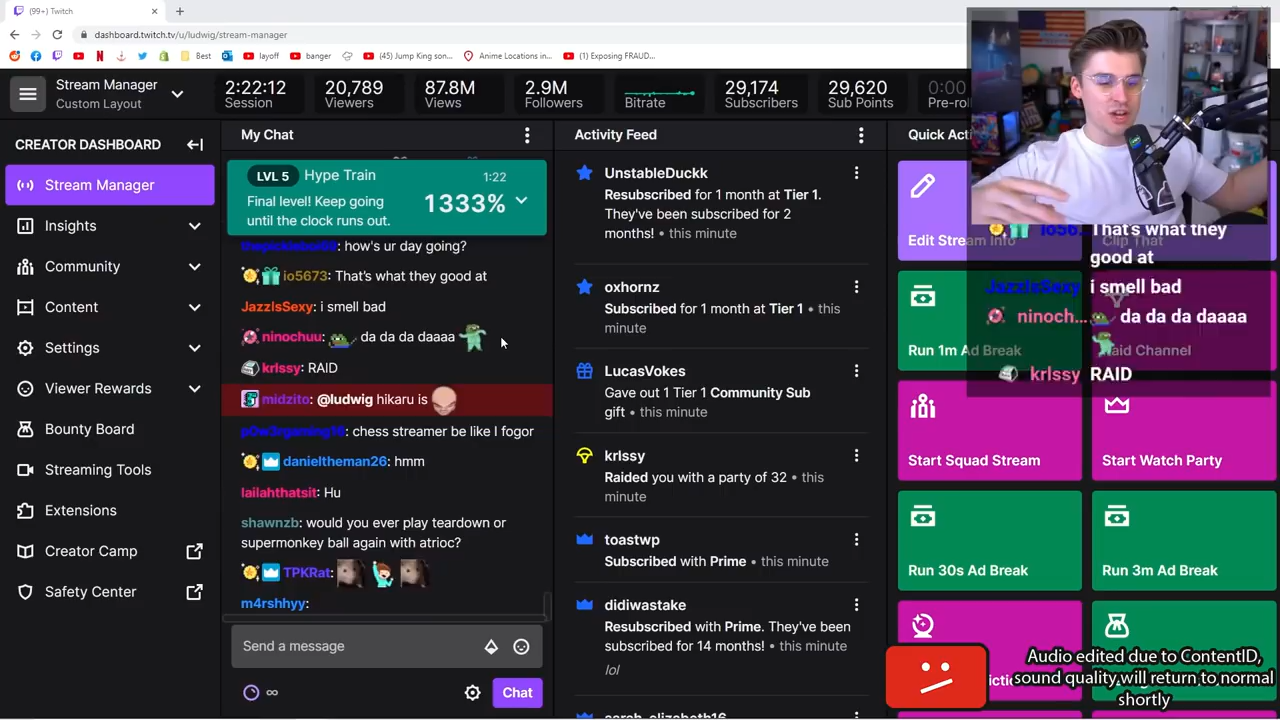 (99+) Twitch
dashboard.twitch.tv/u/ludwig/stream-manager
Best
layoff
banger
(45) Jump King son...
Anime Locations in...
(1) Exposing FRAUD...
Stream Manager
Custom Layout
2:22:12
Session
20,789
Viewers
87.8M
Views
2.9M
Followers
Bitrate
29,174
Subscribers
29,620
Sub Points
0:00
Pre-roll
CREATOR DASHBOARD
Stream Manager
Insights
Community
Content
Settings
Viewer Rewards
Bounty Board
Streaming Tools
Extensions
Creator Camp
Safety Center
My Chat
LVL 5 Hype Train 1:22
Final level! Keep going
until the clock runs out.
1333%
how's ur day going?
io5673: That's what they good at
JazzIsSexy: i smell bad
ninochuu: da da da daaaa
krlssy: RAID
midzito: @ludwig hikaru is
chess streamer be like I fogor
danieltheman26: hmm
lailahthatsit: Hu
shawnzb: would you ever play teardown or
supermonkey ball again with atrioc?
TPKRat:
m4rshhyy:
Send a message
Chat
Activity Feed
UnstableDuckk
Resubscribed for 1 month at Tier 1.
They've been subscribed for 2
months! • this minute
oxhornz
Subscribed for 1 month at Tier 1 • this
minute
LucasVokes
Gave out 1 Tier 1 Community Sub
gift • this minute
krlssy
Raided you with a party of 32 • this
minute
toastwp
Subscribed with Prime • this minute
didiwastake
Resubscribed with Prime. They've been
subscribed for 14 months! • this minute
lol
sarah_elizabeth16
Quick Acti
Edit Stream Info
Clip That
Run 1m Ad Break
Raid Channel
Start Squad Stream
Start Watch Party
Run 30s Ad Break
Run 3m Ad Break
io56... That's what they
good at
JazzIsSexy i smell bad
ninoch... da da da daaaa
krlssy RAID
Audio edited due to ContentID,
sound quality will return to normal
shortly